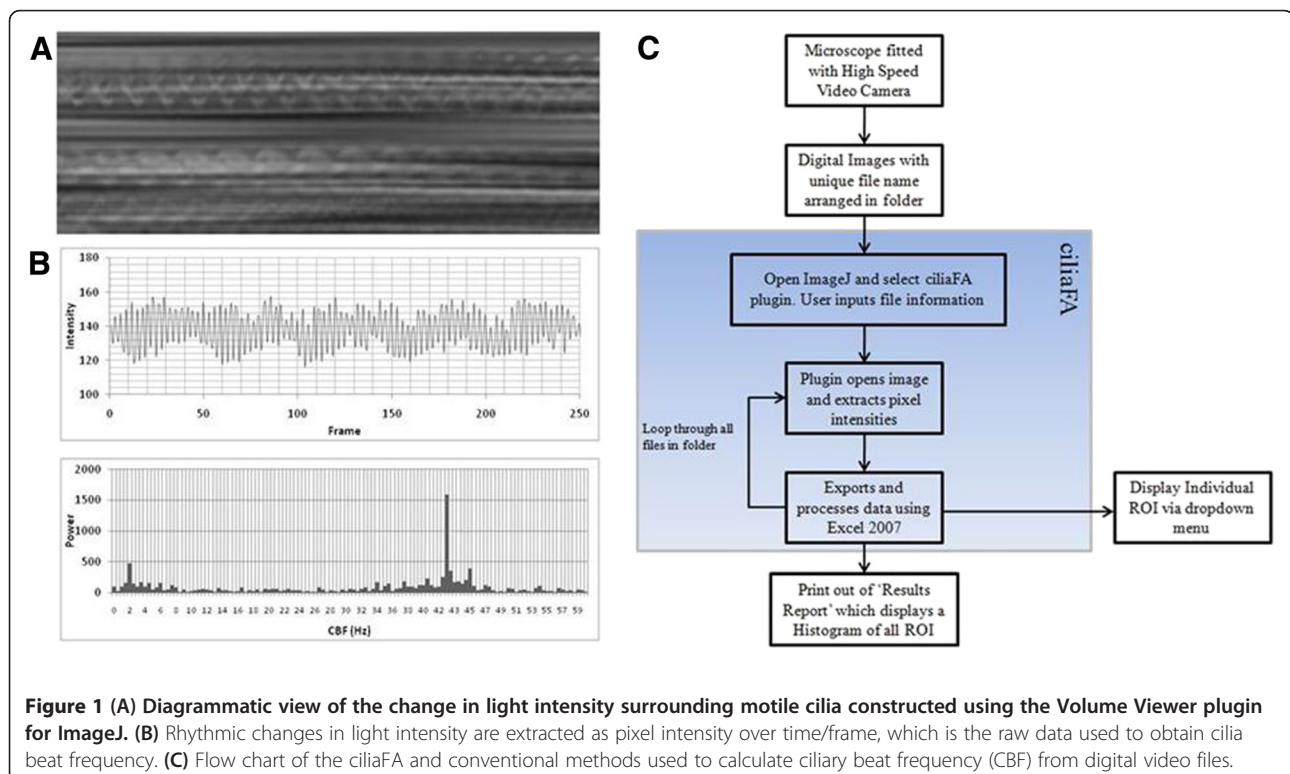 A
B
180
160
140
120
100
Intensity
0 50 100 150 200 250
Frame
2000
1500
1000
500
0
Power
0 2 4 6 8 10 12 14 16 18 20 22 24 26 28 30 32 34 36 38 40 42 43 45 47 49 51 53 55 57 59
CBF (Hz)
C
Microscope fitted
with High Speed
Video Camera
Digital Images with
unique file name
arranged in folder
ciliaFA
Open ImageJ and select ciliaFA
plugin. User inputs file information
Plugin opens image
and extracts pixel
intensities
Loop through all
files in folder
Exports and
processes data using
Excel 2007
Display Individual
ROI via dropdown
menu
Print out of ‘Results
Report’ which displays a
Histogram of all ROI
Figure 1 (A) Diagrammatic view of the change in light intensity surrounding motile cilia constructed using the Volume Viewer plugin
for ImageJ. (B) Rhythmic changes in light intensity are extracted as pixel intensity over time/frame, which is the raw data used to obtain cilia
beat frequency. (C) Flow chart of the ciliaFA and conventional methods used to calculate ciliary beat frequency (CBF) from digital video files.